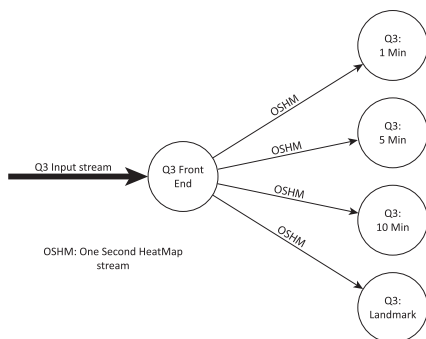 Q3:
1 Min
OSHM
Q3:
5 Min
OSHM
Q3 Input stream
Q3 Front
End
OSHM
Q3:
10 Min
OSHM: One Second HeatMap
stream
OSHM
Q3:
Landmark